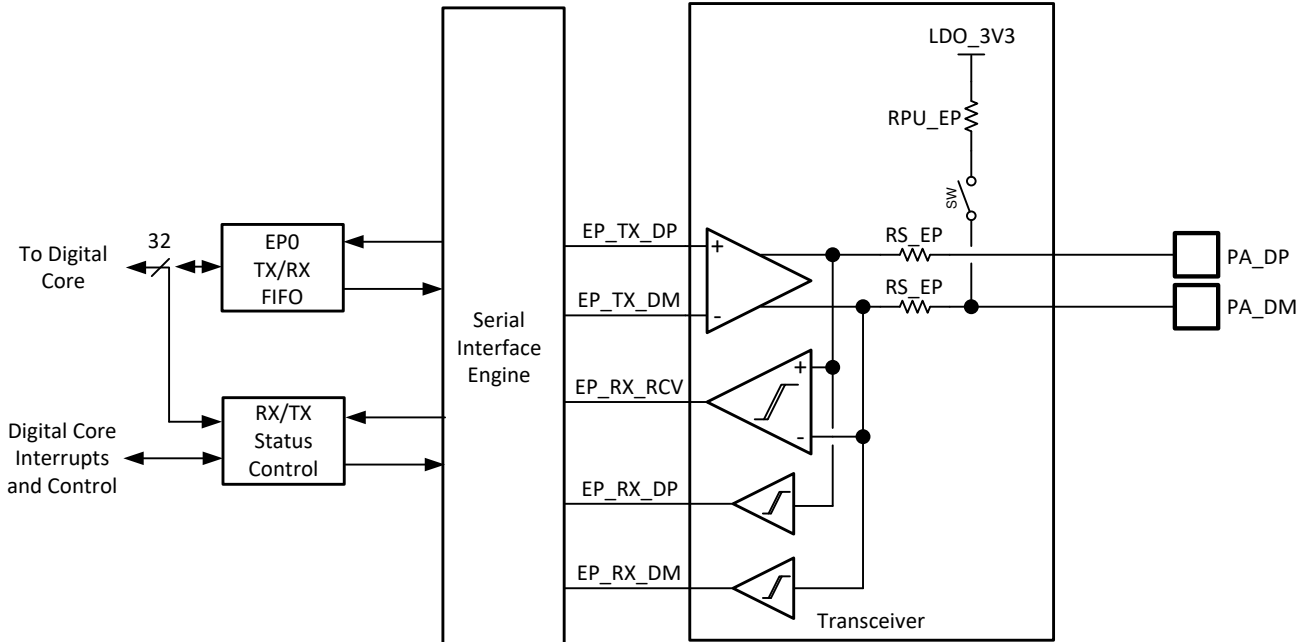 LDO_3V3
RPU_EP
SW
32
To Digital
Core
EP0
TX/RX
FIFO
EP_TX_DP
+
RS_EP
PA_DP
EP_TX_DM
-
RS_EP
PA_DM
Serial
Interface
Engine
EP_RX_RCV
+
-
RX/TX
Status
Control
Digital Core
Interrupts
and Control
EP_RX_DP
EP_RX_DM
Transceiver